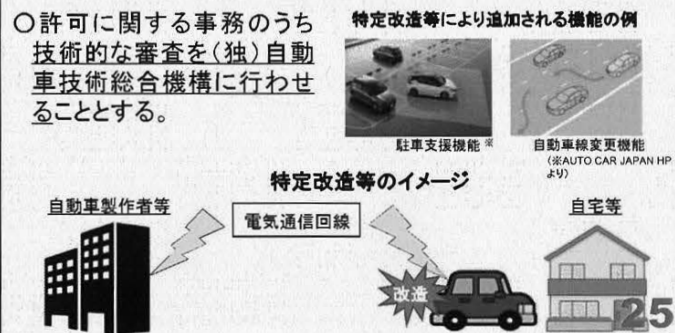 〇許可に関する事務のうち
技術的な審査を(独)自動
車技術総合機構に行わせ
ることとする。
特定改造等により追加される機能の例
駐車支援機能※
自動車線変更機能
(※AUTO CAR JAPAN HP
より)
特定改造等のイメージ
自動車製作者等
電気通信回線
自宅等
改造
25